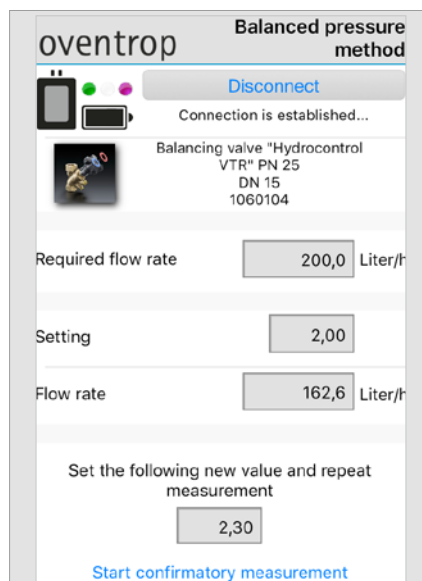 oventrop
Balanced pressure
method
Disconnect
Connection is established...
Balancing valve "Hydrocontrol
VTR" PN 25
DN 15
1060104
Required flow rate 200,0 Liter/h
Setting 2,00
Flow rate 162,6 Liter/h
Set the following new value and repeat
measurement
2,30
Start confirmatory measurement